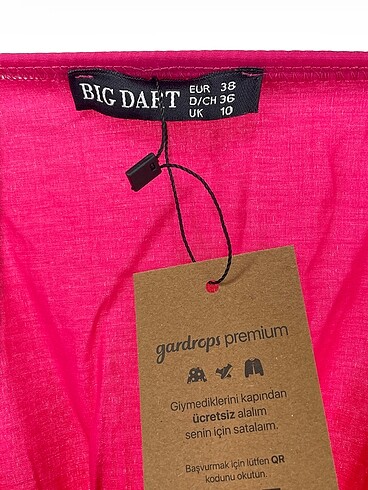 BIG DART
EUR 38
D/CH 36
UK 10
gardrops premium
Giymediklerini kapından
ücretsiz alalım
senin için satalaım.
Başvurmak için lütfen QR
kodunu okutun.